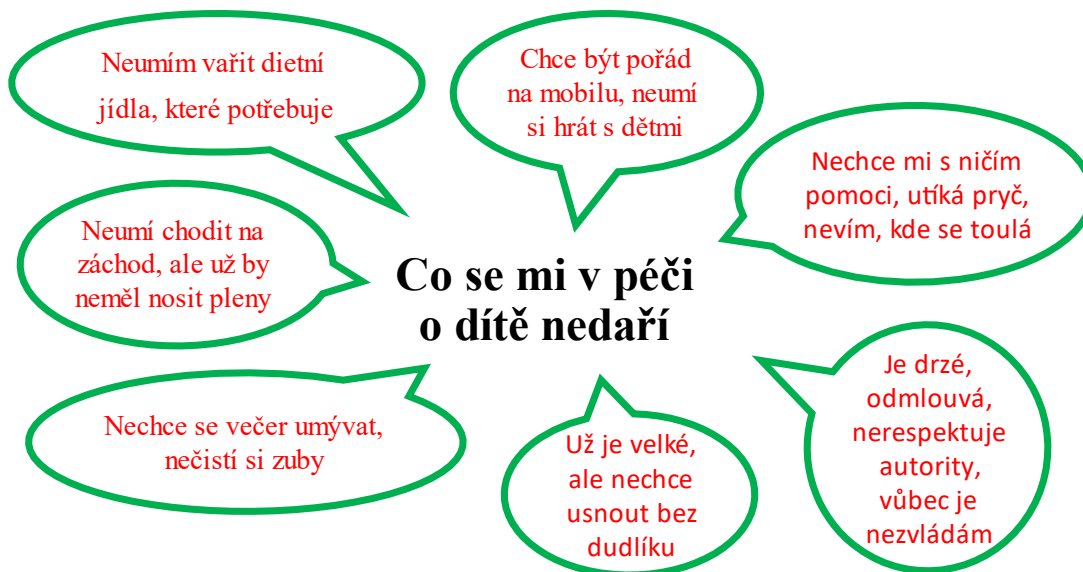 Neumím vařit dietní
jídla, které potřebuje
Chce být pořád
na mobilu, neumí
si hrát s dětmi
Nechce mi s ničím
pomoci, utíká pryč,
nevím, kde se toulá
Neumí chodit na
záchod, ale už by
neměl nosit pleny
Co se mi v péči
o dítě nedaří
Nechce se večer umývat,
nečistí si zuby
Už je velké,
ale nechce
usnout bez
dudlíku
Je drzé,
odmlouvá,
nerespektuje
autority,
vůbec je
nezvládám